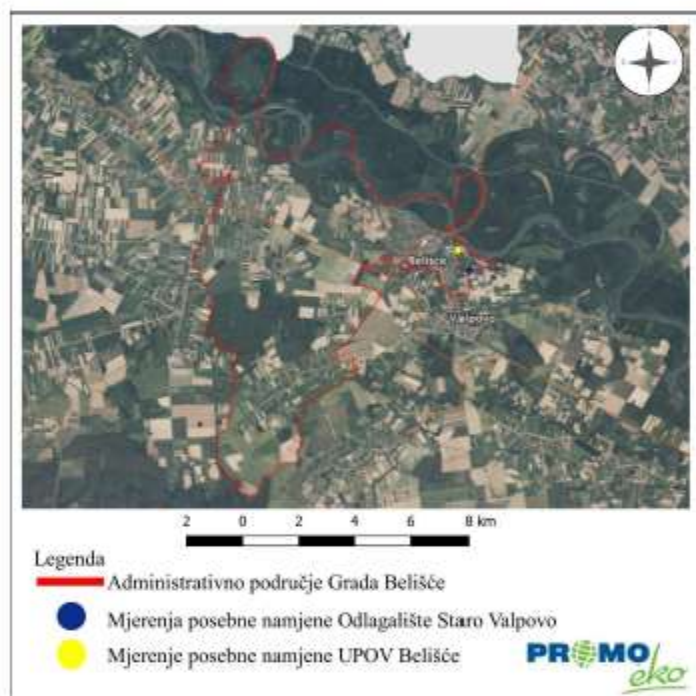 Belišće
Valpovo
2 0 2 4 6 8 km
Legenda
Administrativno područje Grada Belišće
Mjerenja posebne namjene Odlagalište Staro Valpovo
Mjerenje posebne namjene UPOV Belišće
PROMO
eko